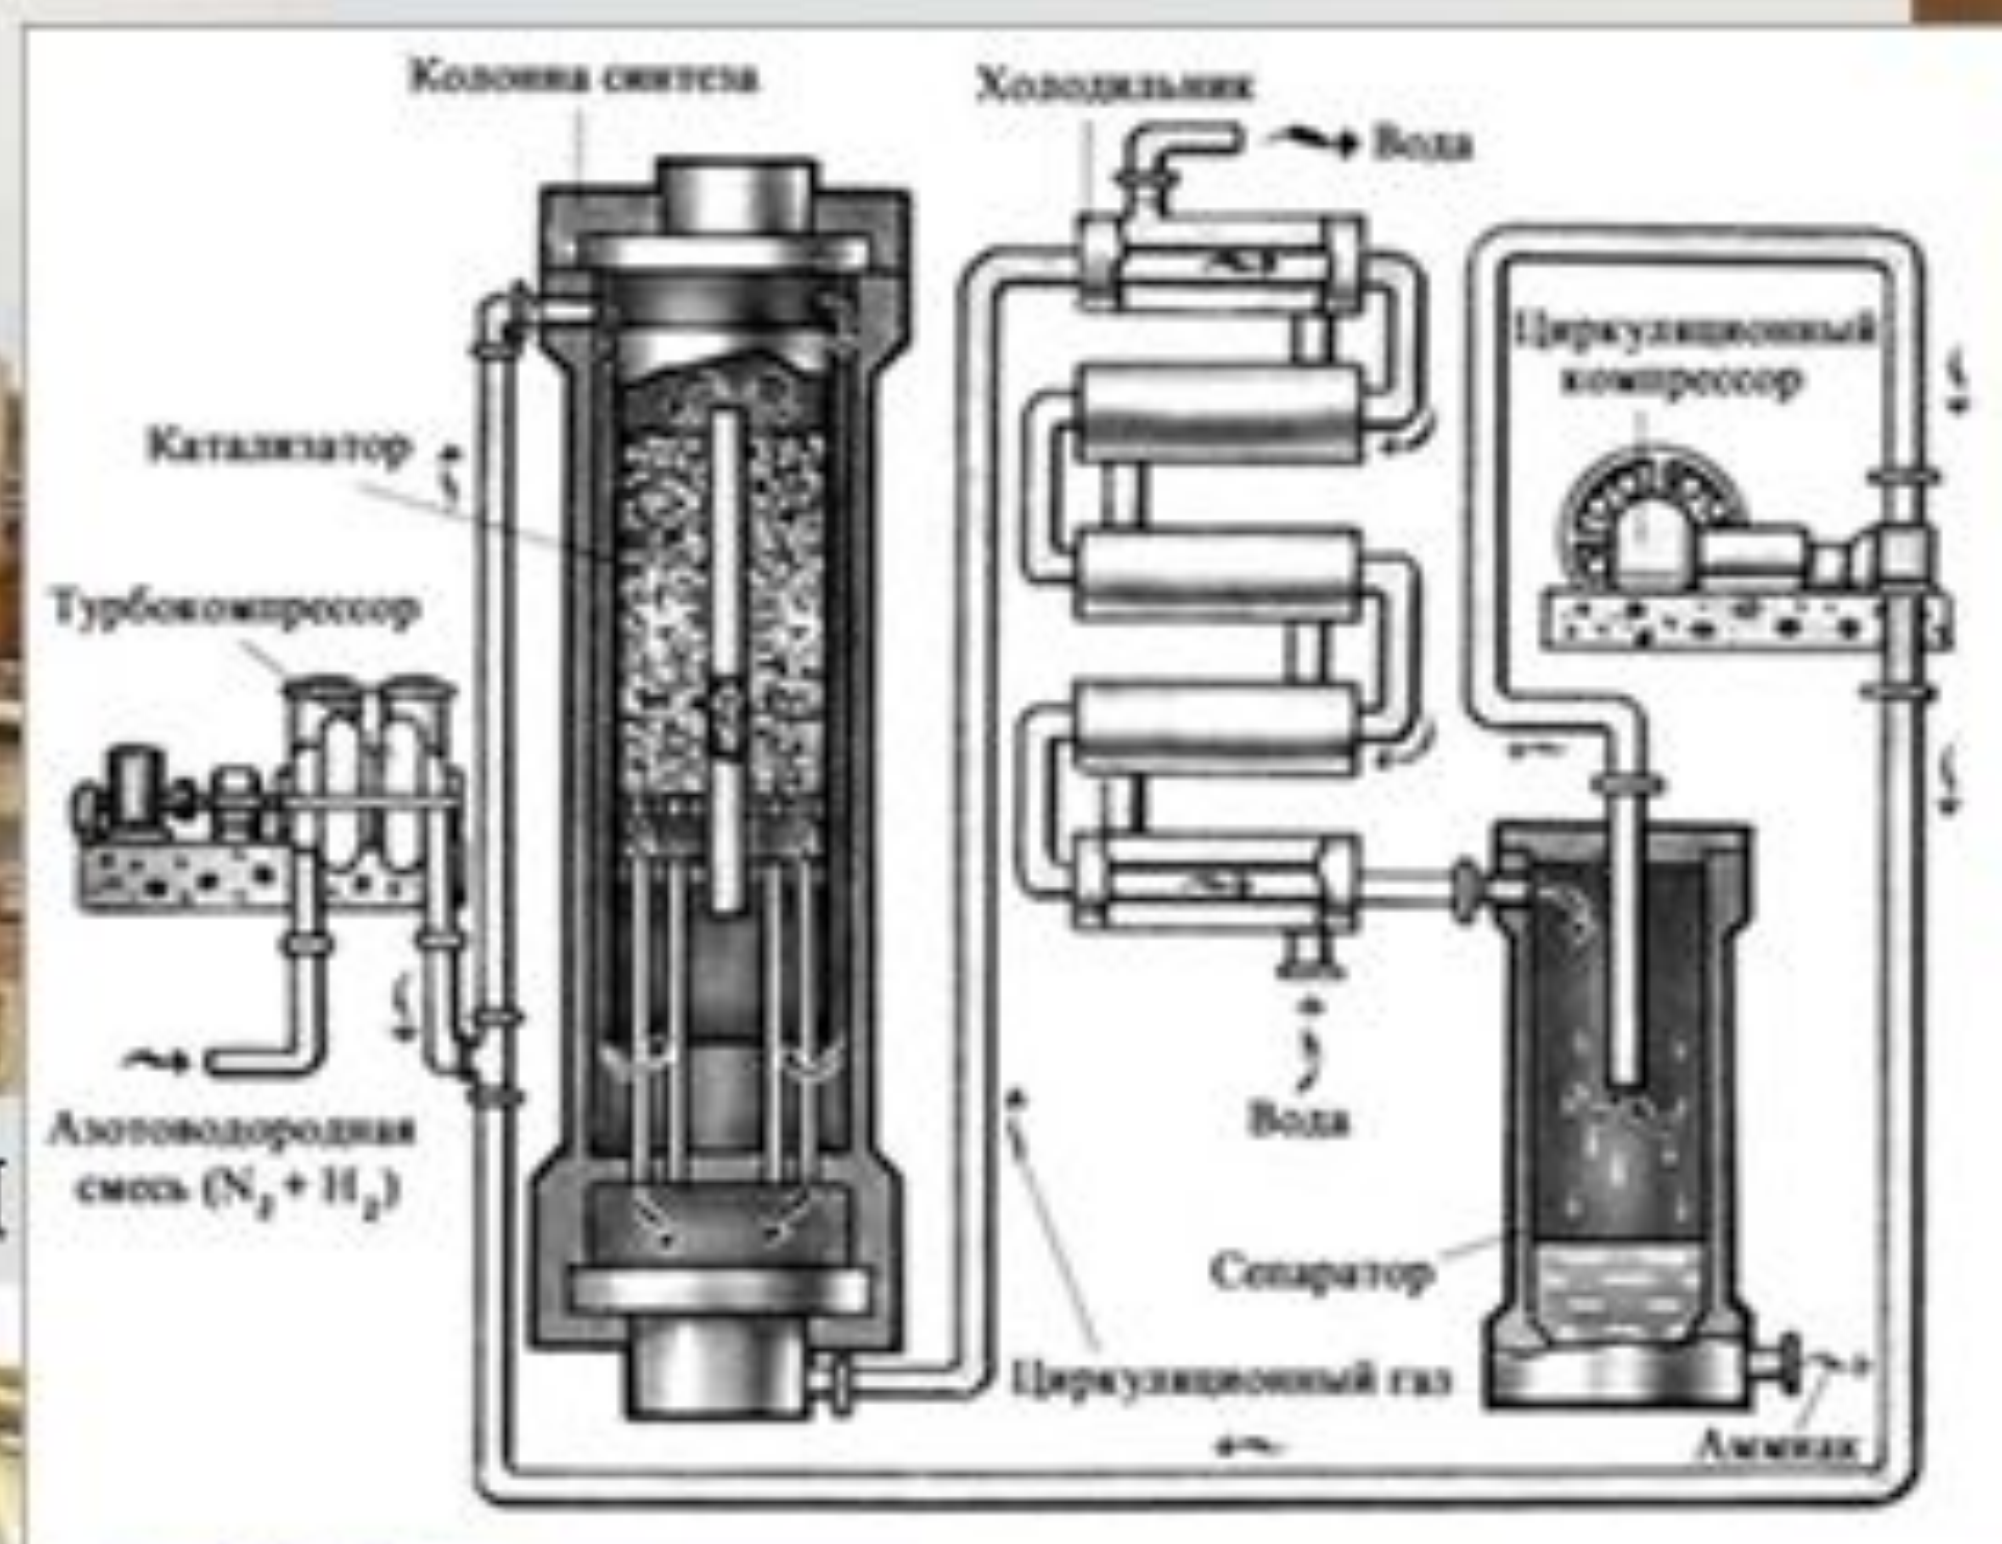 Колонна синтеза
Холодильник
Вода
Циркуляционный
компрессор
Катализатор
Турбокомпрессор
Азотоводородная
смесь (N₂ + H₂)
Вода
Сепаратор
Циркуляционный газ
Аммиак